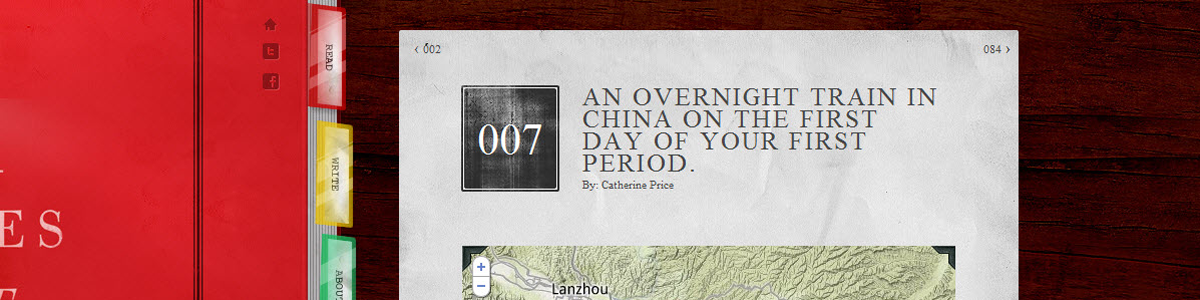 READ
WRITE
ES
‹ 002
084 ›
007
AN OVERNIGHT TRAIN IN
CHINA ON THE FIRST
DAY OF YOUR FIRST
PERIOD.
By: Catherine Price
+
−
Lanzhou